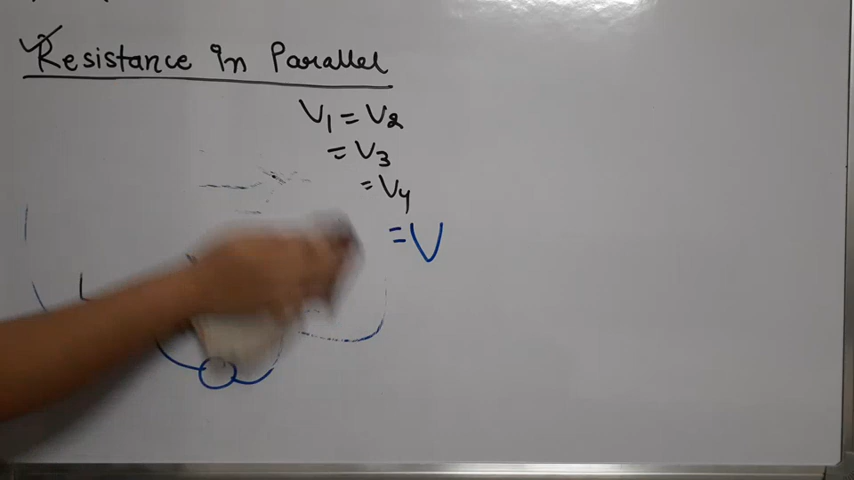 Resistance in Parallel
V1 = V2
= V3
= V4
= V